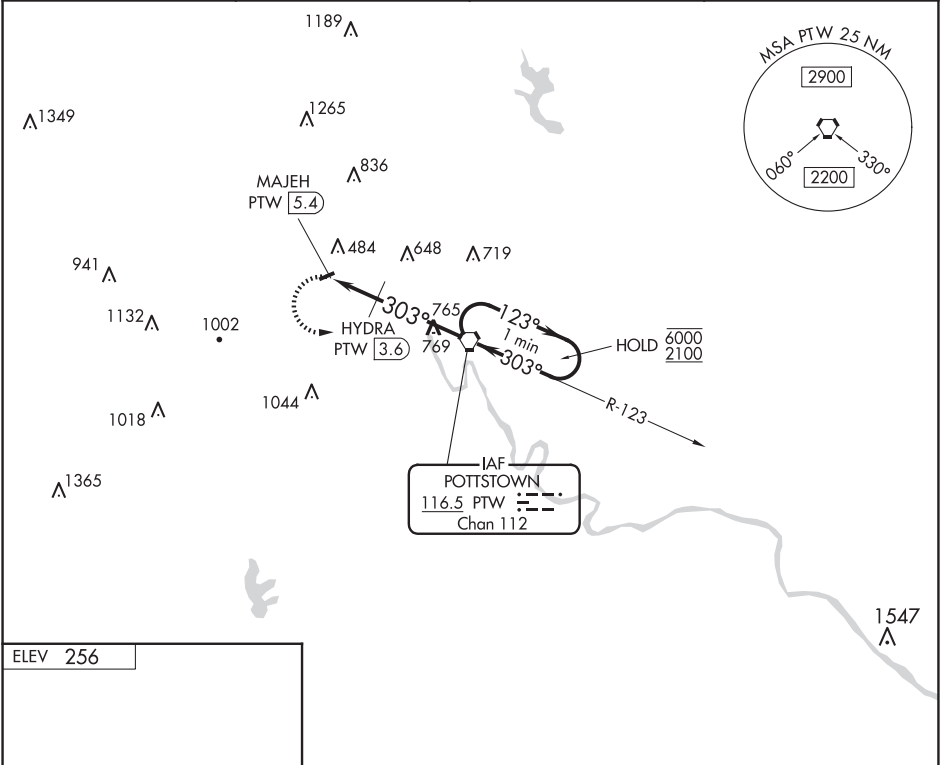 1189
MSA PTW 25 NM
2900
060°
330°
2200
1349
1265
836
MAJEH
PTW 5.4
484
648
719
941
303°
765
123°
1 min
303°
HOLD 6000
2100
1132
1002
HYDRA
PTW 3.6
769
1044
1018
R-123
1365
IAF
POTTSTOWN
116.5 PTW
Chan 112
1547
ELEV 256